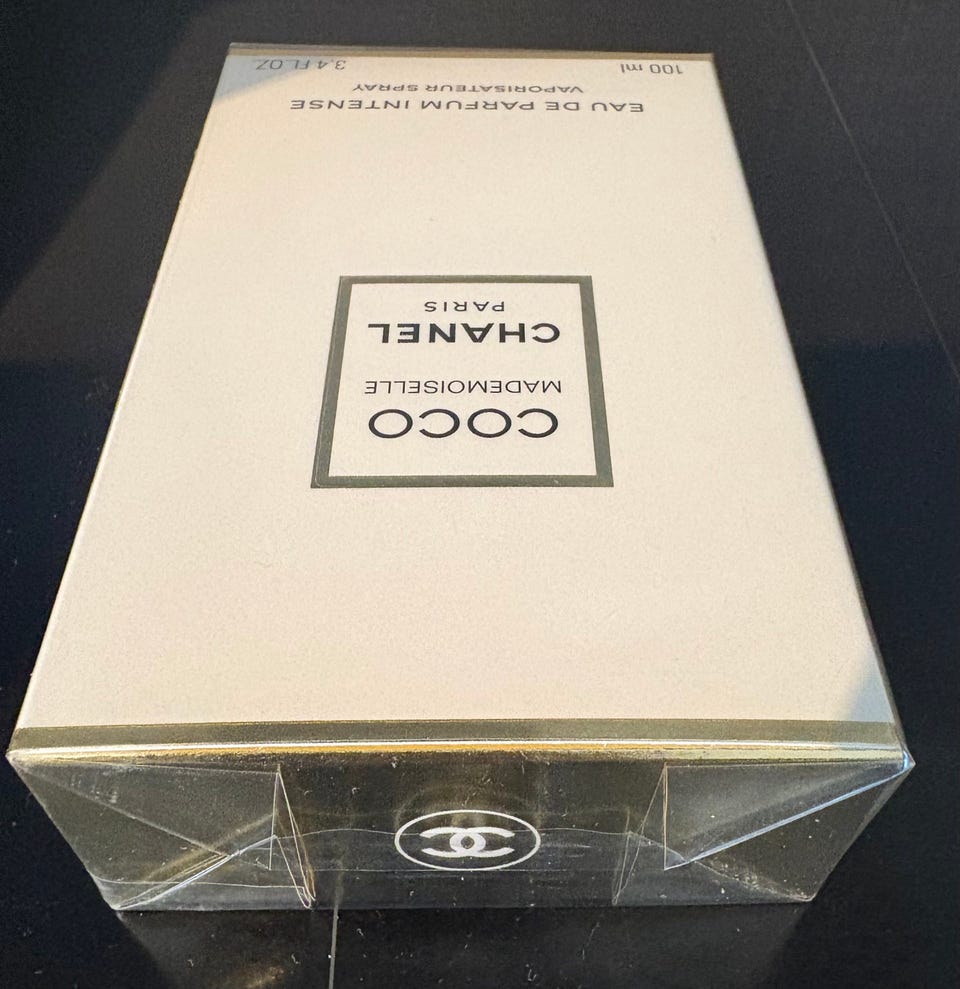 COCO
MADEMOISELLE
CHANEL
PARIS
EAU DE PARFUM INTENSE
VAPORISATEUR SPRAY
100 ml 3,4 FL.OZ.